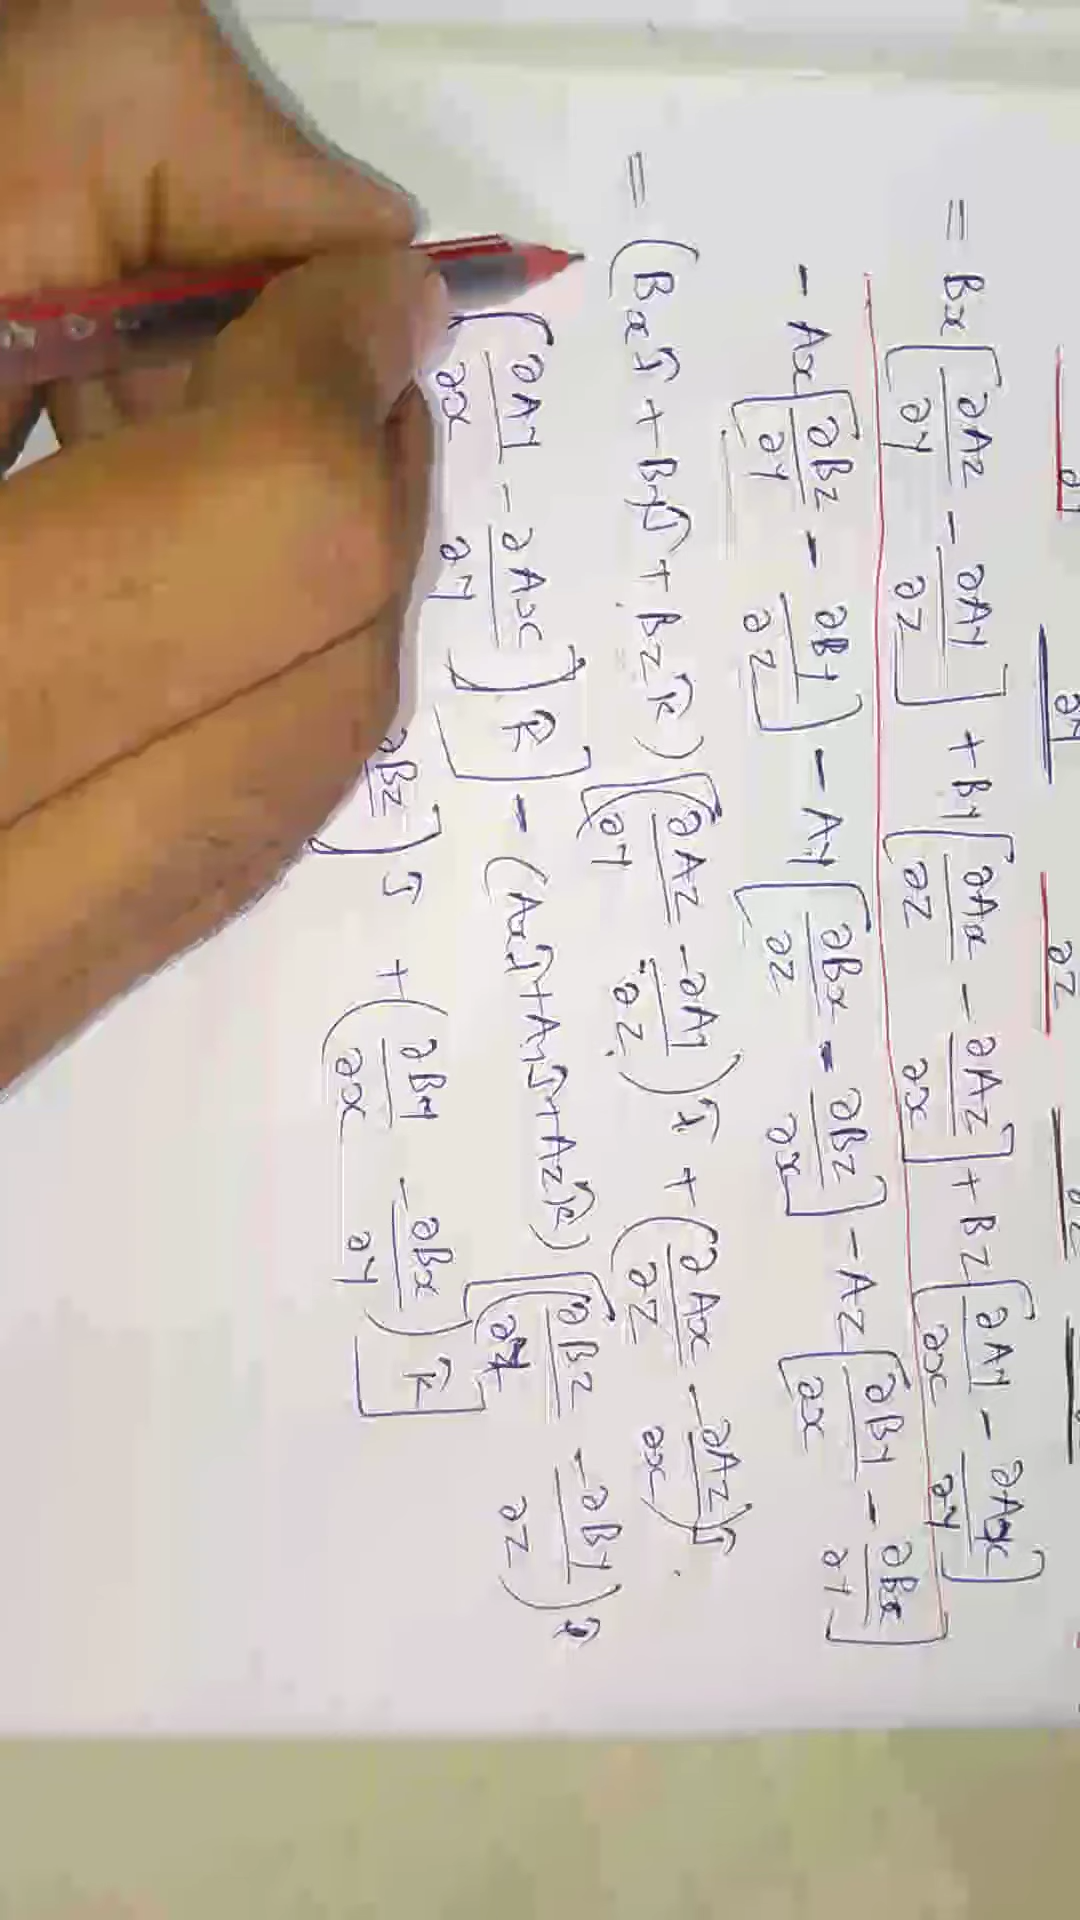 ∂y ∂y ∂z ∂z
= Bx [∂Az/∂y - ∂Ay/∂z] + By [∂Ax/∂z - ∂Az/∂x] + Bz [∂Ay/∂x - ∂Ax/∂y]
- Ax [∂Bz/∂y - ∂By/∂z] - Ay [∂Bx/∂z - ∂Bz/∂x] - Az [∂By/∂x - ∂Bx/∂y]
= (Bx î + By ĵ + Bz k̂) [(∂Az/∂y - ∂Ay/∂z) î + (∂Ax/∂z - ∂Az/∂x) ĵ
(∂Ay/∂x - ∂Ax/∂y) k̂] - (Ax î + Ay ĵ + Az k̂) [(∂Bz/∂y - ∂By/∂z) î
∂Bz ) ĵ + (∂By/∂x - ∂Bx/∂y) k̂]